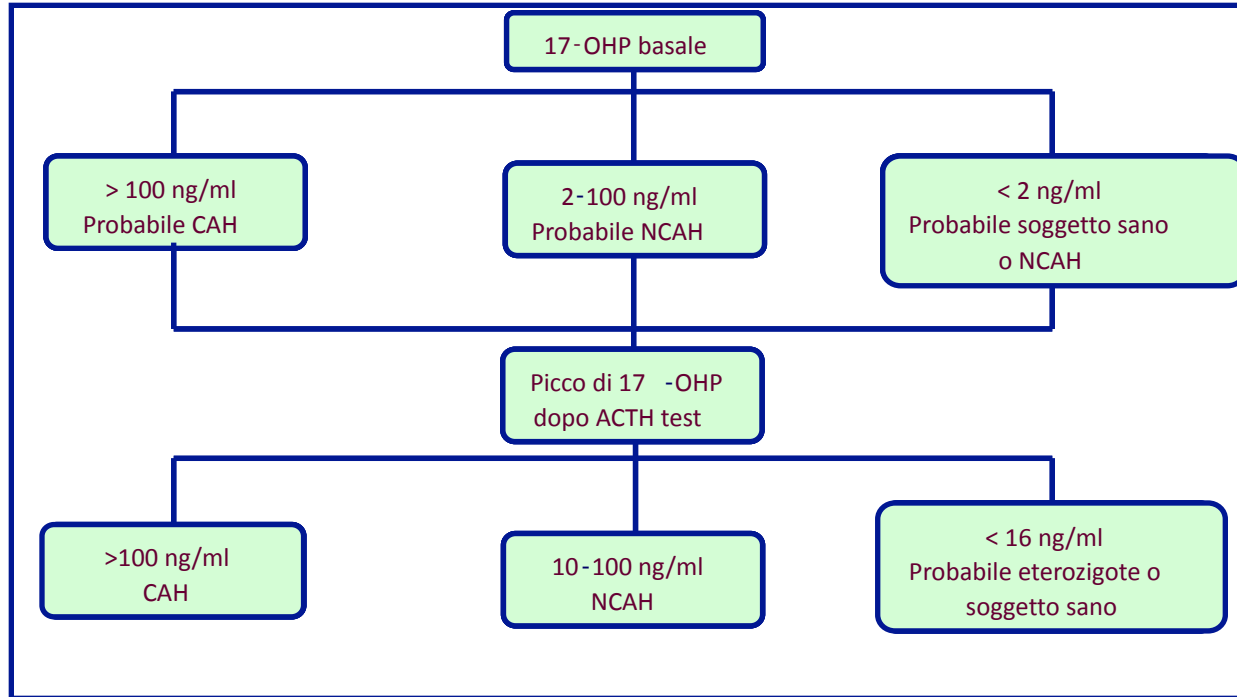 17-OHP basale
> 100 ng/ml
Probabile CAH
2-100 ng/ml
Probabile NCAH
< 2 ng/ml
Probabile soggetto sano
o NCAH
Picco di 17 -OHP
dopo ACTH test
>100 ng/ml
CAH
10-100 ng/ml
NCAH
< 16 ng/ml
Probabile eterozigote o
soggetto sano